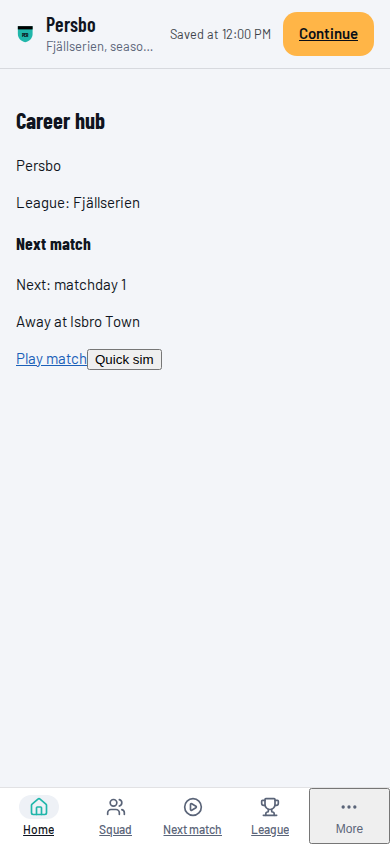 Persbo
Fjällserien, seaso...
Saved at 12:00 PM
Continue
Career hub
Persbo
League: Fjällserien
Next match
Next: matchday 1
Away at Isbro Town
Play match Quick sim
Home Squad Next match League More